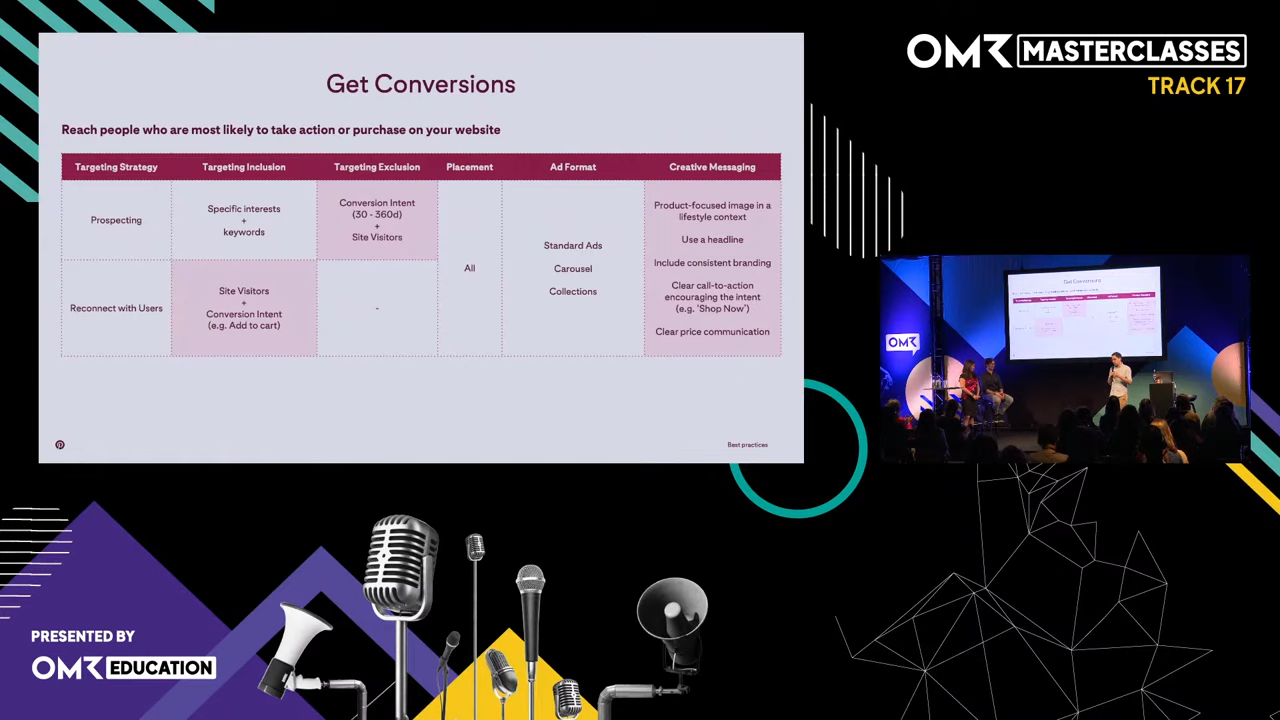 OMR MASTERCLASSES
TRACK 17
Get Conversions
Reach people who are most likely to take action or purchase on your website
Targeting Strategy
Targeting Inclusion
Targeting Exclusion
Placement
Ad Format
Creative Messaging
Prospecting
Specific interests
+
keywords
Conversion Intent
(30 - 360d)
+
Site Visitors
Reconnect with Users
Site Visitors
+
Conversion Intent
(e.g. Add to cart)
-
All
Standard Ads
Carousel
Collections
Product-focused image in a
lifestyle context
Use a headline
Include consistent branding
Clear call-to-action
encouraging the intent
(e.g. 'Shop Now')
Clear price communication
Best practices
Get Conversions
OMR
PRESENTED BY
OMR EDUCATION